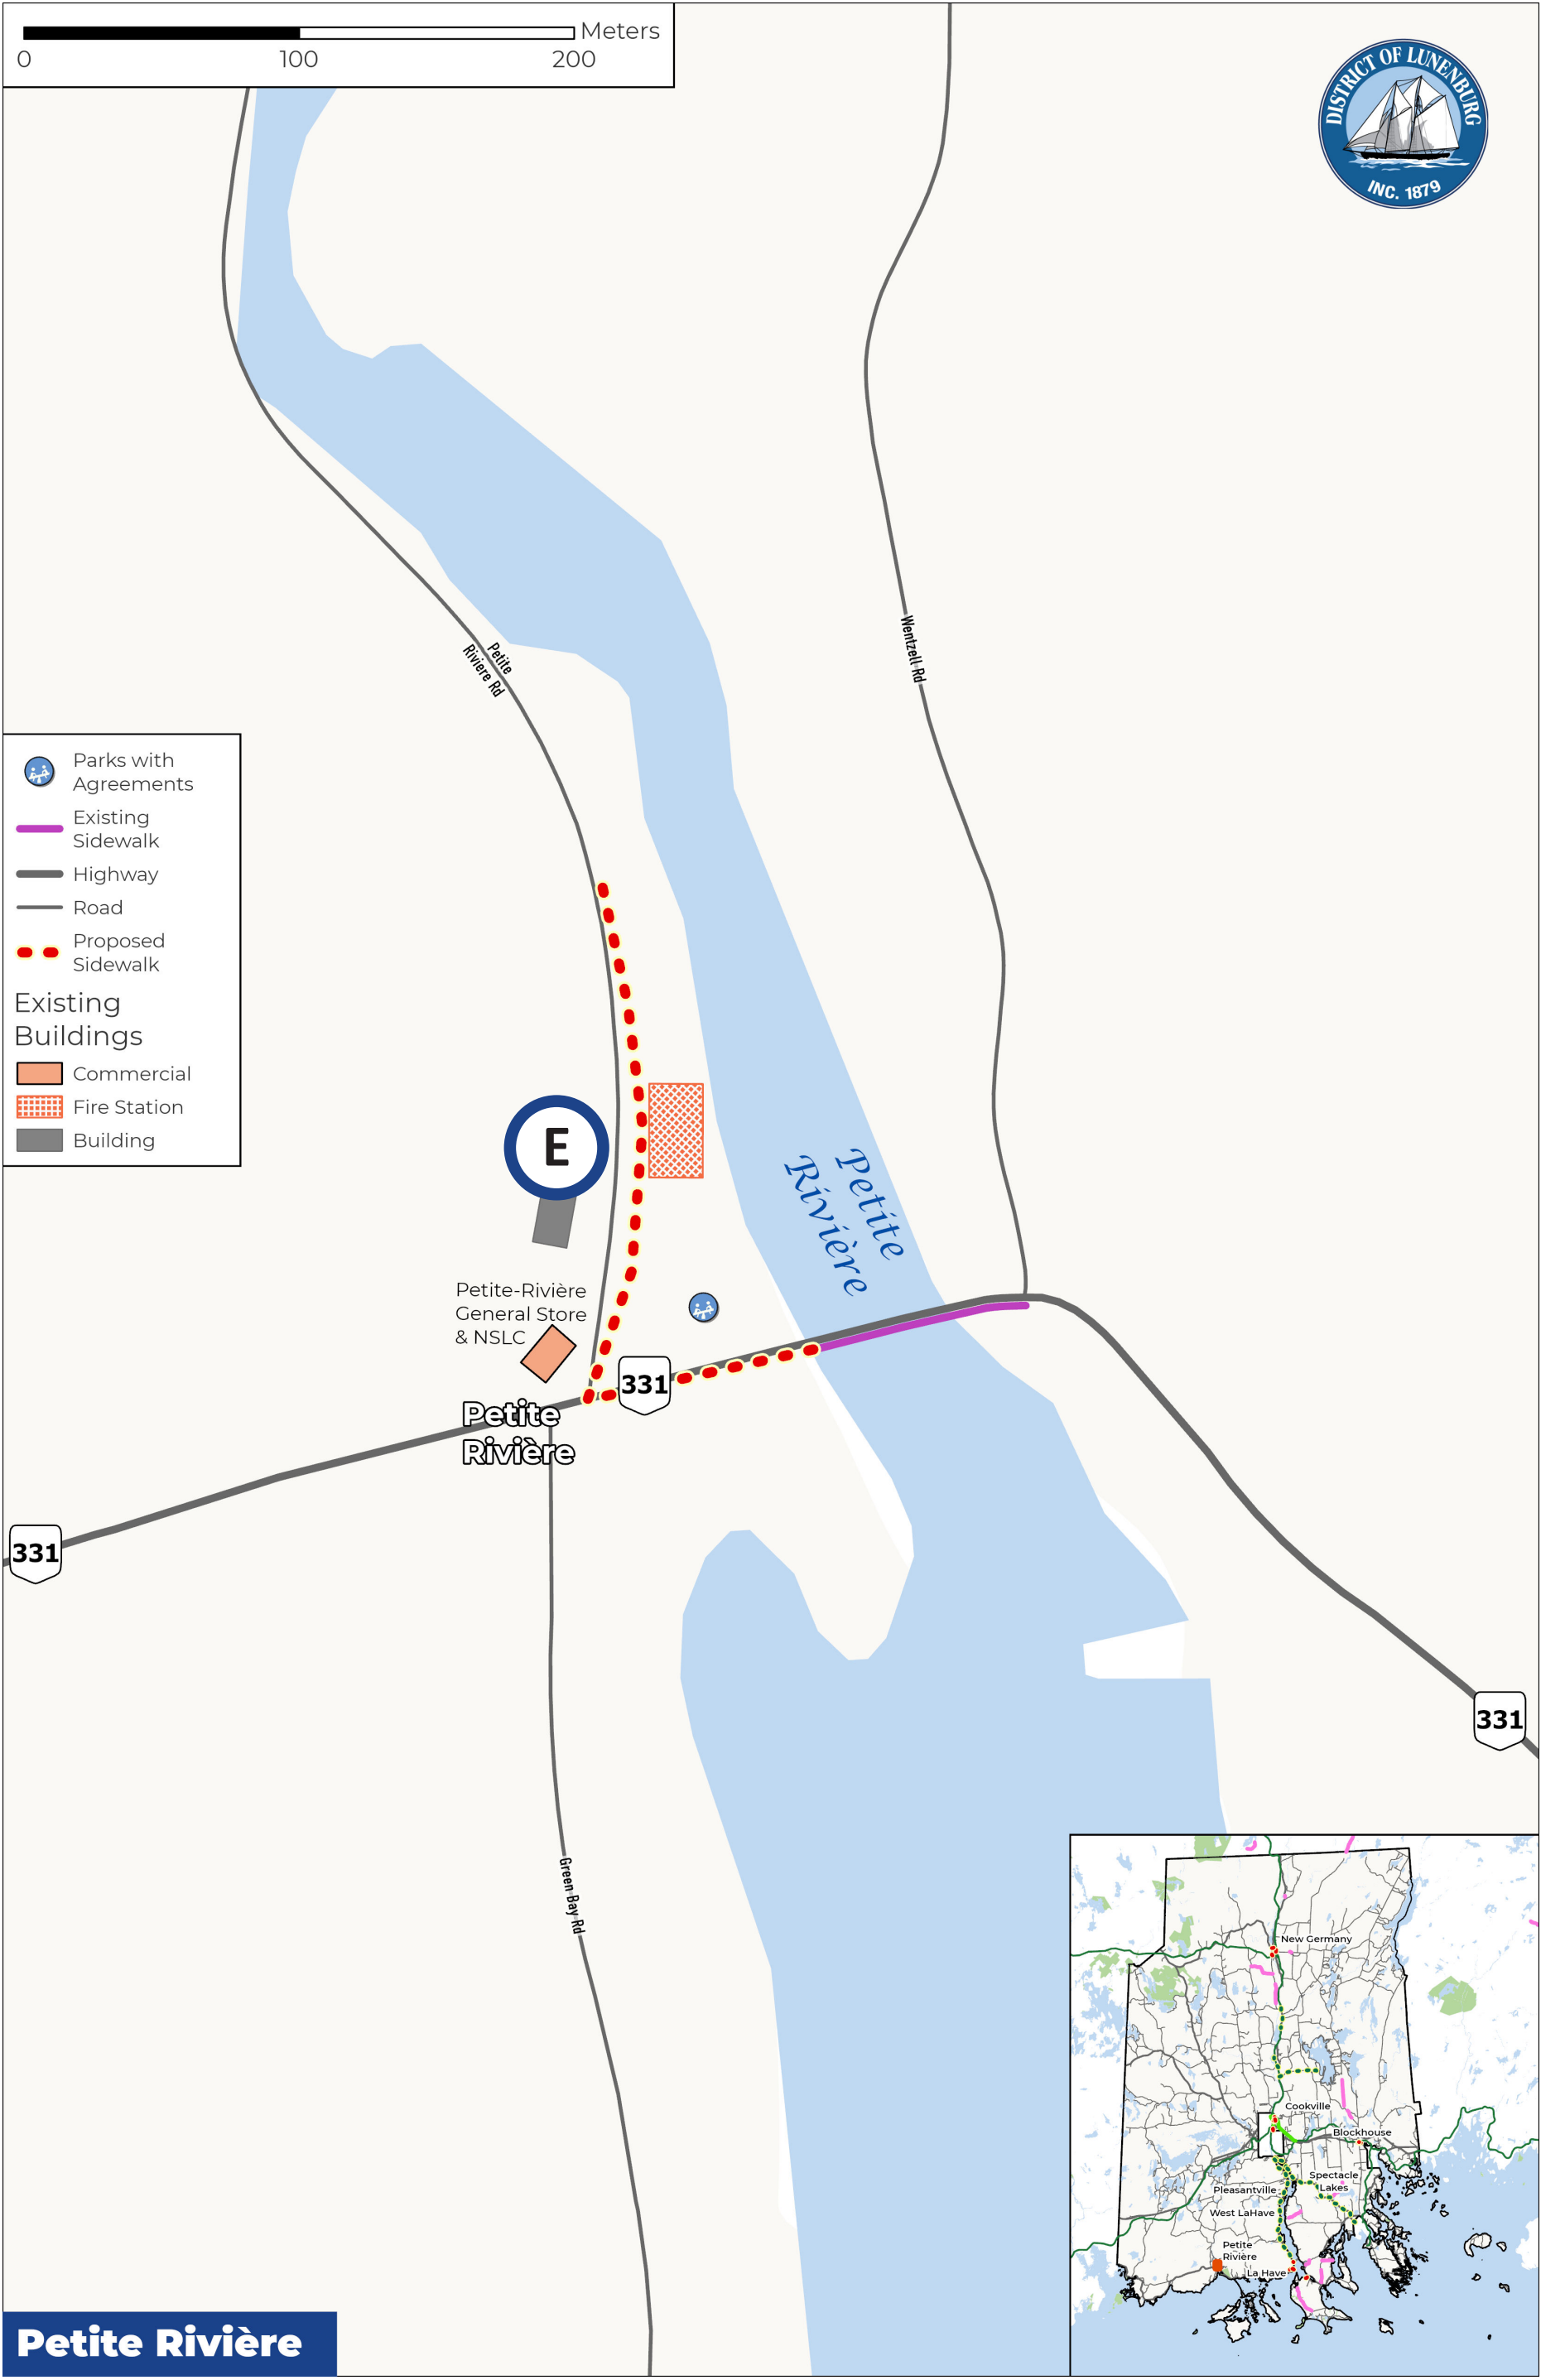 Meters
0
100
200
DISTRICT OF LUNENBURG
INC. 1879
Petite
Riviere Rd
Wentzell Rd
Parks with
Agreements
Existing
Sidewalk
Highway
Road
Proposed
Sidewalk
Existing
Buildings
Commercial
Fire Station
Building
E
Petite
Rivière
Petite-Rivière
General Store
& NSLC
331
Petite
Rivière
331
331
Green Bay Rd
New Germany
Cookville
Blockhouse
Spectacle
Lakes
Pleasantville
West LaHave
Petite
Rivière
La Have
Petite Rivière